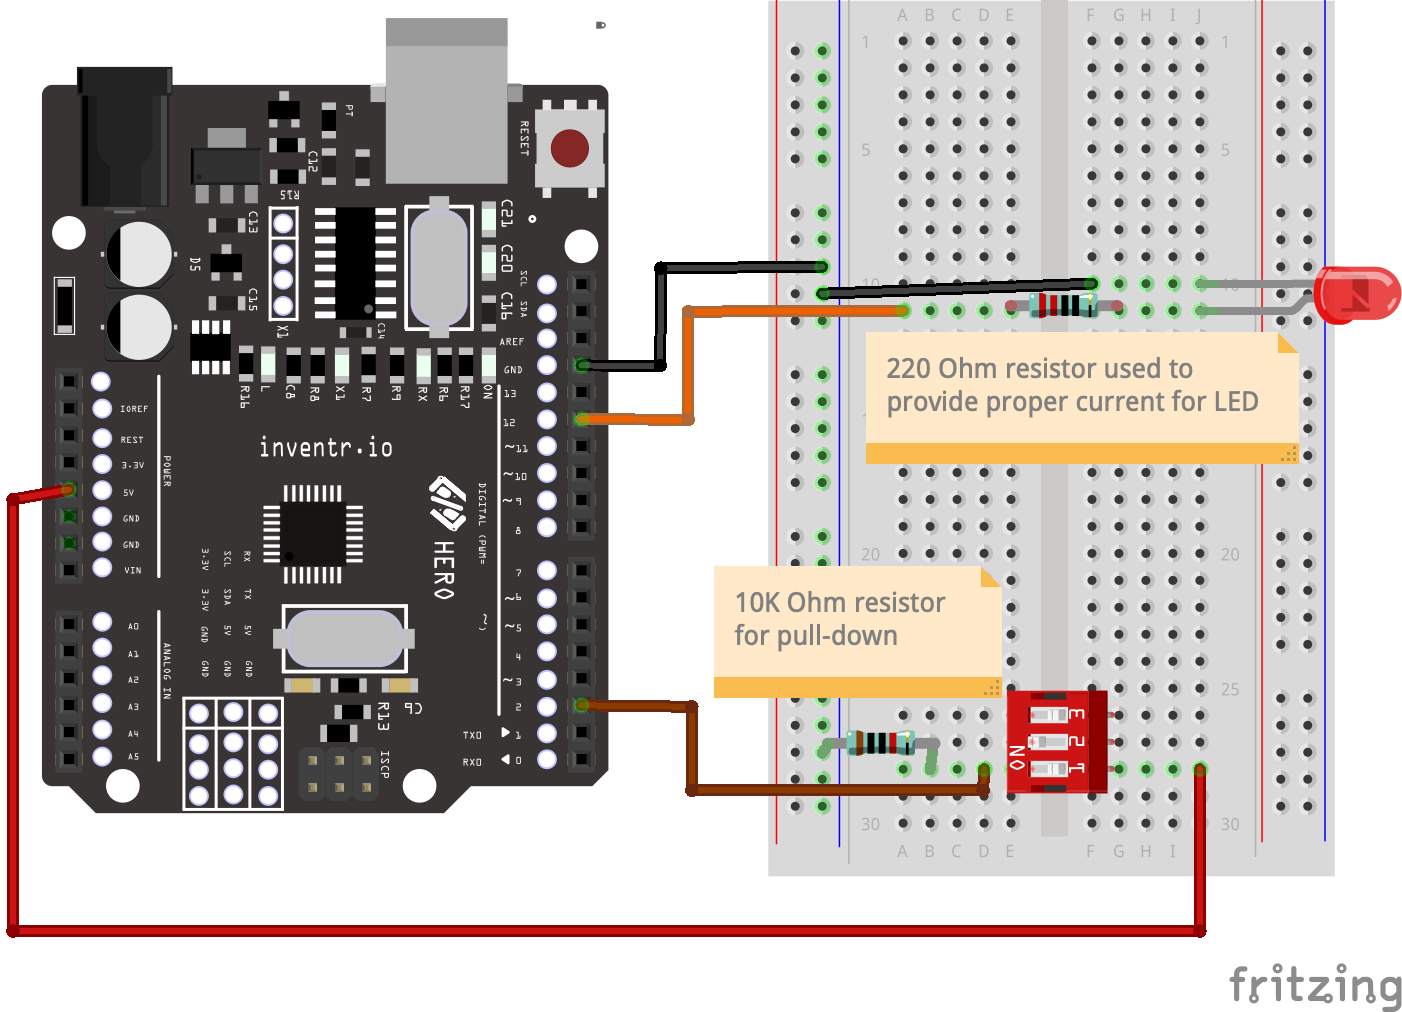 A B C D E F G H I J
1 1
5 5
10 10
20 20
25 25
30 30
A B C D E F G H I J
RESET
PT
C12
R15
C13
D5
C15
X1
C14
C21
C20
C16
SCL
SDA
AREF
GND
13
12
~11
~10
~9
8
7
~6
~5
4
~3
2
TX0 1
RX0 0
R16
L
C8
R8
X1
R7
R9
RX
R6
R17
ON
IOREF
REST
3.3V
5V
GND
GND
VIN
POWER
A0
A1
A2
A3
A4
A5
ANALOG IN
inventr.io
HERO
DIGITAL (PWM= ~)
3.3V SCL RX
3.3V SDA TX
GND 5V 5V
GND GND GND
R13
ISCP
220 Ohm resistor used to
provide proper current for LED
10K Ohm resistor
for pull-down
ON
3
2
1
fritzing